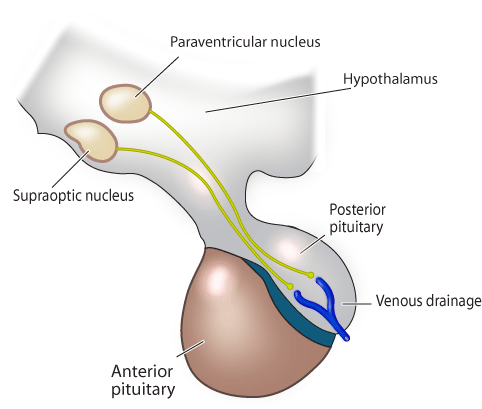 Paraventricular nucleus
Hypothalamus
Supraoptic nucleus
Posterior
pituitary
Venous drainage
Anterior
pituitary